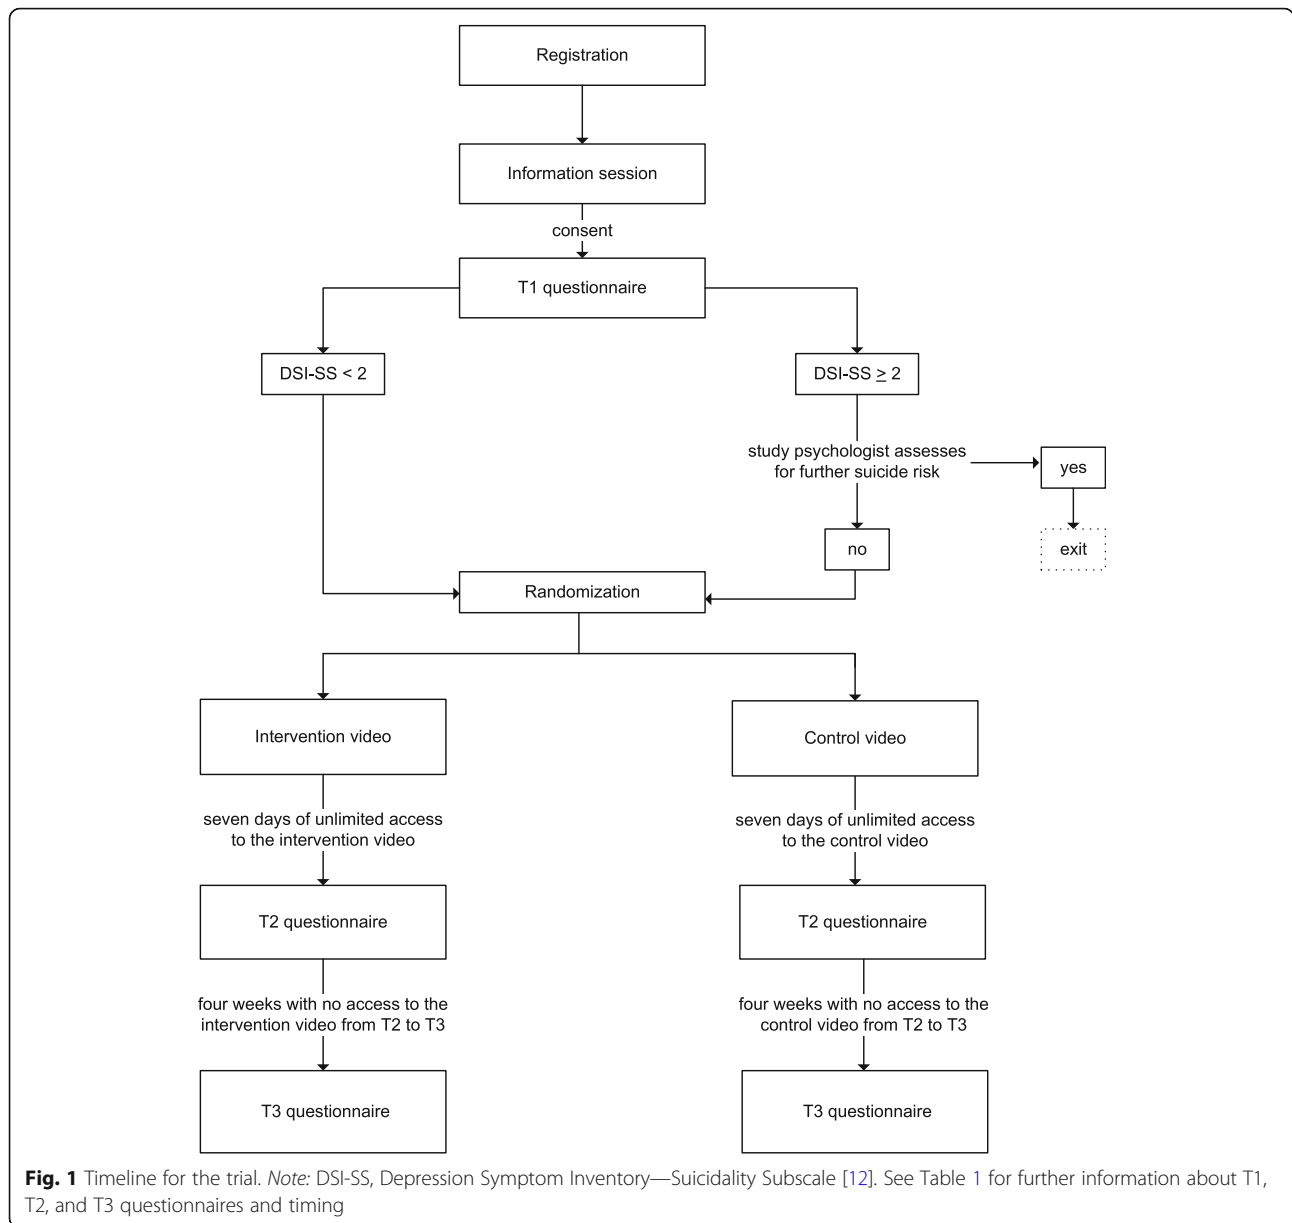 Registration
Information session
consent
T1 questionnaire
DSI-SS < 2
DSI-SS ≥ 2
study psychologist assesses
for further suicide risk
yes
no
exit
Randomization
Intervention video
Control video
seven days of unlimited access
to the intervention video
seven days of unlimited access
to the control video
T2 questionnaire
T2 questionnaire
four weeks with no access to the
intervention video from T2 to T3
four weeks with no access to the
control video from T2 to T3
T3 questionnaire
T3 questionnaire
Fig. 1 Timeline for the trial. Note: DSI-SS, Depression Symptom Inventory—Suicidality Subscale [12]. See Table 1 for further information about T1,
T2, and T3 questionnaires and timing